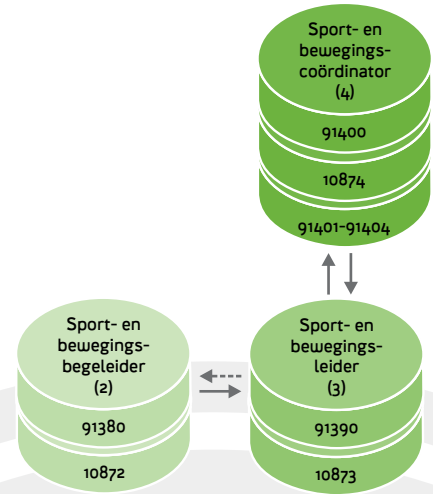 Sport- en
bewegings-
coördinator
(4)
91400
10874
91401-91404
Sport- en
bewegings-
begeleider
(2)
91380
10872
Sport- en
bewegings-
leider
(3)
91390
10873